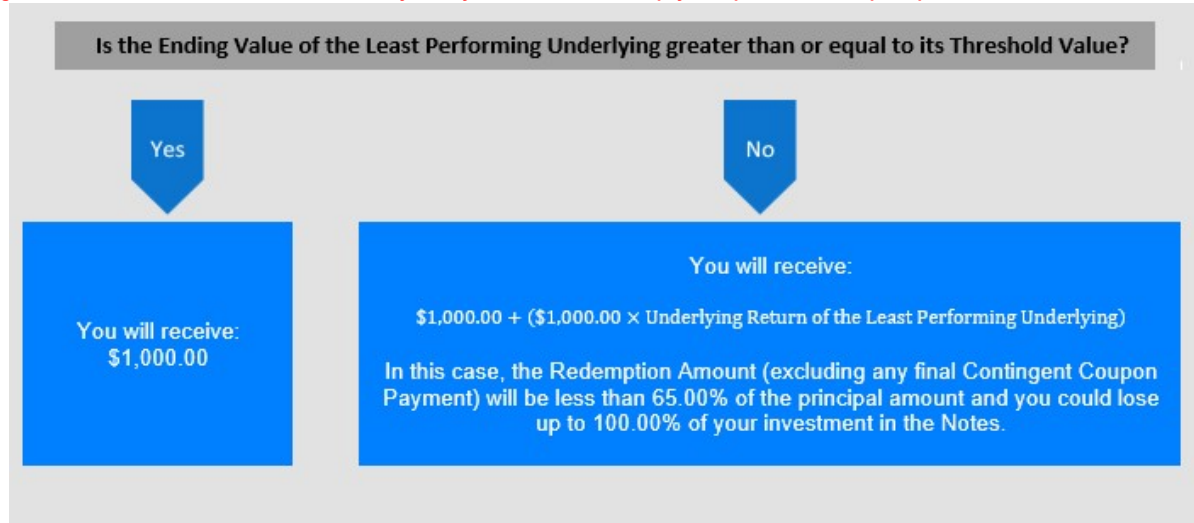 Is the Ending Value of the Least Performing Underlying greater than or equal to its Threshold Value?
Yes
No
You will receive:
$1,000.00
You will receive:
$1,000.00 + ($1,000.00 × Underlying Return of the Least Performing Underlying)
In this case, the Redemption Amount (excluding any final Contingent Coupon
Payment) will be less than 65.00% of the principal amount and you could lose
up to 100.00% of your investment in the Notes.